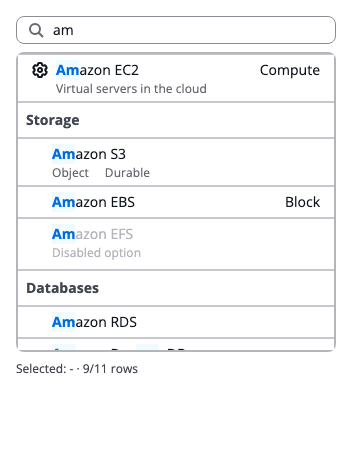 am
Amazon EC2 Compute
Virtual servers in the cloud
Storage
Amazon S3
Object Durable
Amazon EBS Block
Amazon EFS
Disabled option
Databases
Amazon RDS
Selected: - · 9/11 rows